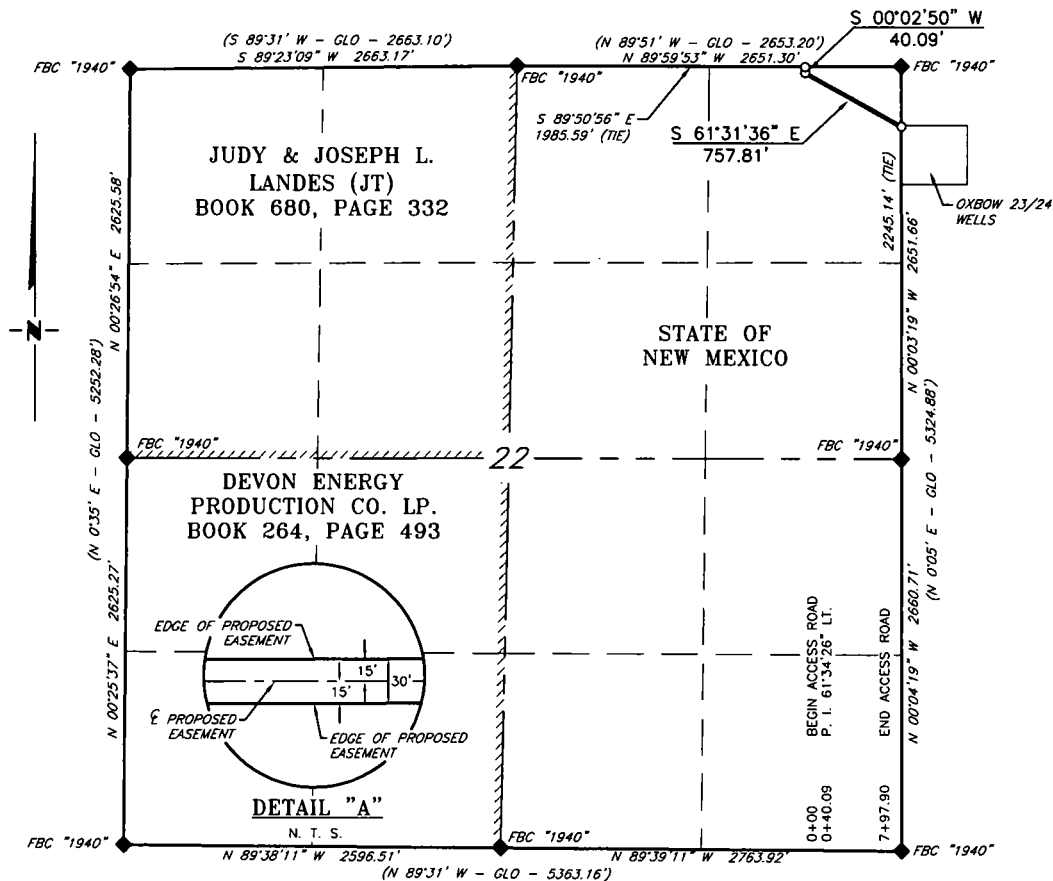 S 00°02'50" W
40.09'
(S 89'31' W - GLO - 2663.10')
S 89°23'09" W 2663.17'
(N 89'51' W - GLO - 2653.20')
N 89°59'53" W 2651.30'
FBC "1940"
FBC "1940"
FBC "1940"
S 89°50'56" E
1985.59' (TIE)
S 61°31'36" E
757.81'
JUDY & JOSEPH L.
LANDES (JT)
BOOK 680, PAGE 332
OXBOW 23/24
WELLS
2245.14' (TIE)
N 00°03'19" W 2651.66'
N 00°26'54" E 2625.58'
(N 0'35' E - GLO - 5252.28')
-N-
STATE OF
NEW MEXICO
(N 0'05' E - GLO - 5324.88')
FBC "1940"
22
FBC "1940"
DEVON ENERGY
PRODUCTION CO. LP.
BOOK 264, PAGE 493
N 00°25'37" E 2625.27'
N 00°04'19" W 2660.71'
EDGE OF PROPOSED
EASEMENT
15'
15'
30'
℄ PROPOSED
EASEMENT
EDGE OF PROPOSED
EASEMENT
DETAIL "A"
N. T. S.
0+00 BEGIN ACCESS ROAD
0+40.09 P. I. 61°34'26" LT.
7+97.90 END ACCESS ROAD
FBC "1940"
FBC "1940"
FBC "1940"
N 89°38'11" W 2596.51'
N 89°39'11" W 2763.92'
(N 89'31' W - GLO - 5363.16')